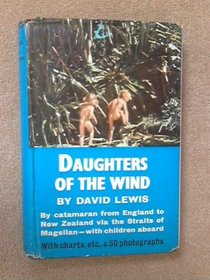 DAUGHTERS
OF THE WIND
BY DAVID LEWIS
By catamaran from England to
New Zealand via the Straits of
Magellan—with children aboard
With charts, etc., & 50 photographs